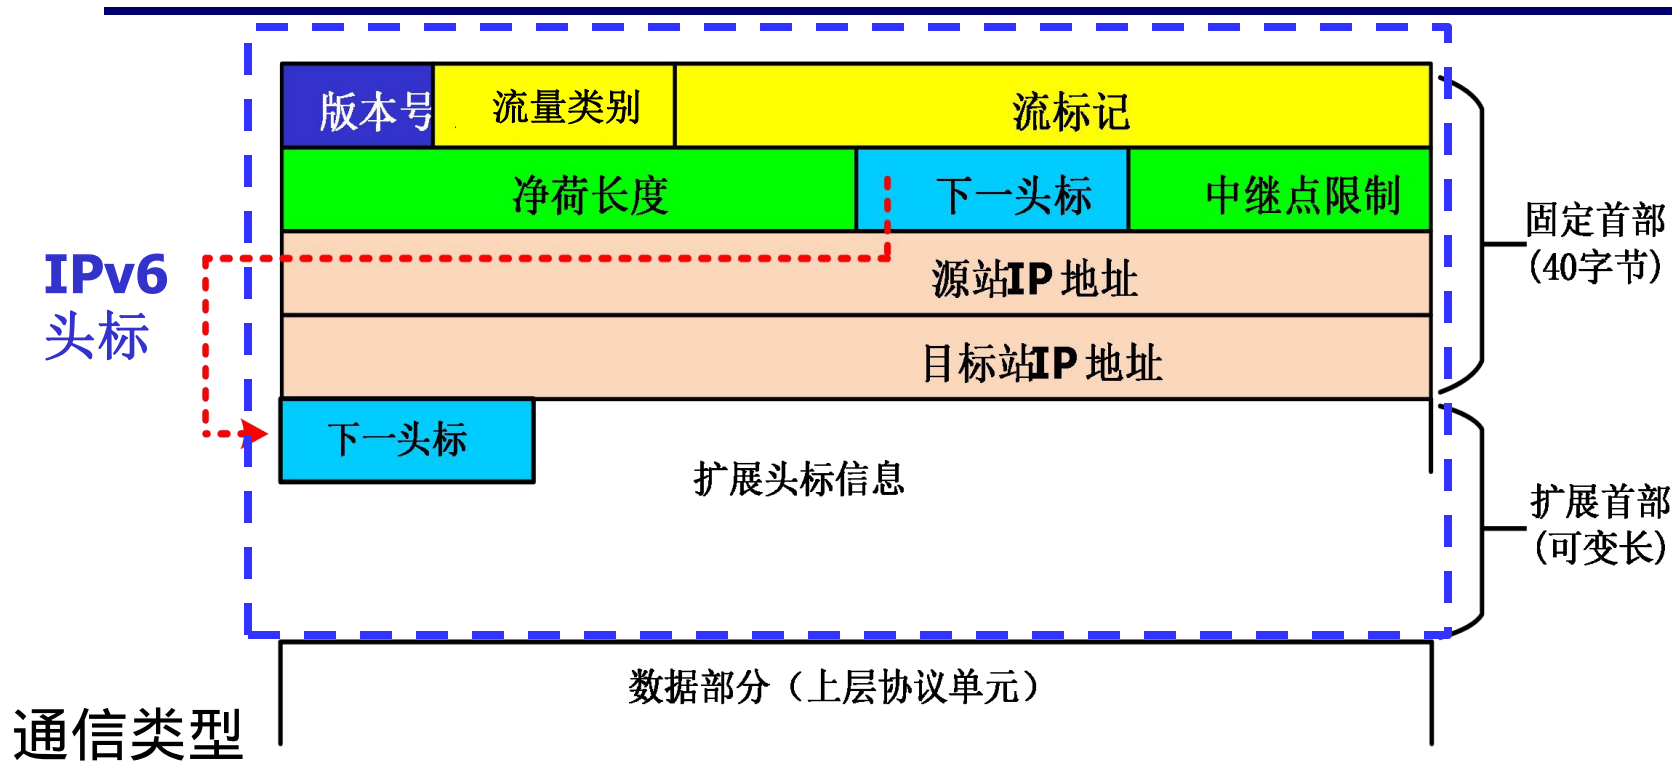 版本号
流量类别
流标记
净荷长度
下一头标
中继点限制
固定首部
(40字节)
IPv6
头标
源站IP 地址
目标站IP 地址
下一头标
扩展头标信息
扩展首部
(可变长)
数据部分（上层协议单元）
通信类型